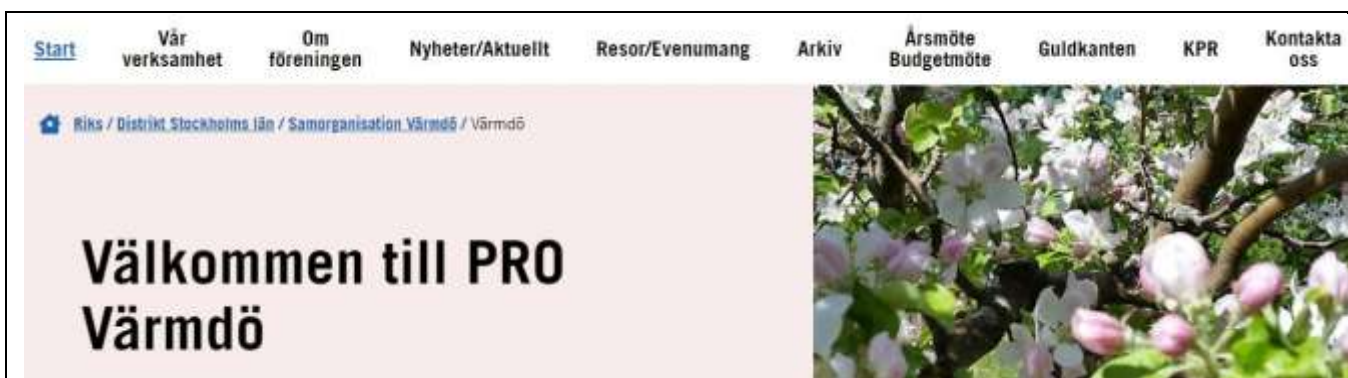 Start
Vår
verksamhet
Om
föreningen
Nyheter/Aktuellt
Resor/Evenumang
Arkiv
Årsmöte
Budgetmöte
Guldkanten
KPR
Kontakta
oss
Riks / Distrikt Stockholms län / Samorganisation Värmdö / Värmdö
Välkommen till PRO
Värmdö